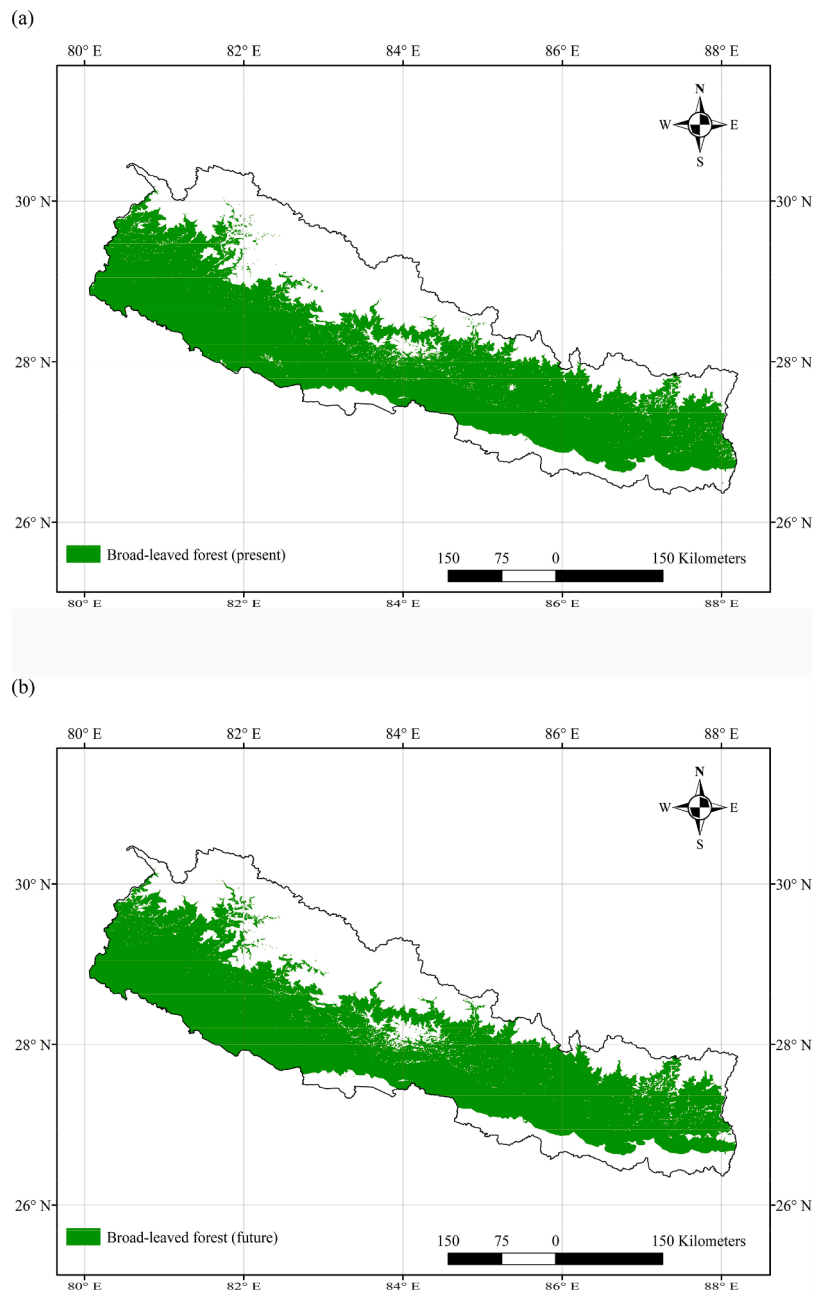 (a)
80° E 82° E 84° E 86° E 88° E
N
W E
S
30° N 30° N
28° N 28° N
26° N 26° N
Broad-leaved forest (present)
150 75 0 150 Kilometers
80° E 82° E 84° E 86° E 88° E
(b)
80° E 82° E 84° E 86° E 88° E
N
W E
S
30° N 30° N
28° N 28° N
26° N 26° N
Broad-leaved forest (future)
150 75 0 150 Kilometers
80° E 82° E 84° E 86° E 88° E